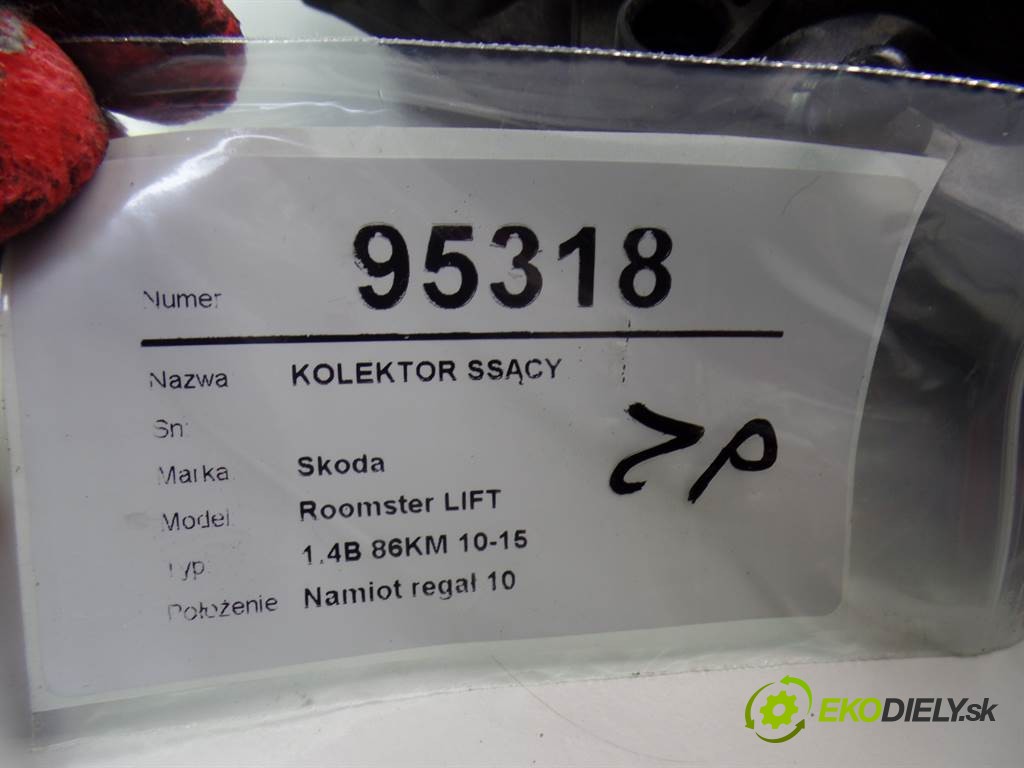 Numer 95318
Nazwa KOLEKTOR SSĄCY
Sn:
Marka Skoda
Model Roomster LIFT
Typ: 1.4B 86KM 10-15
Położenie Namiot regał 10
EKODIELY.sk